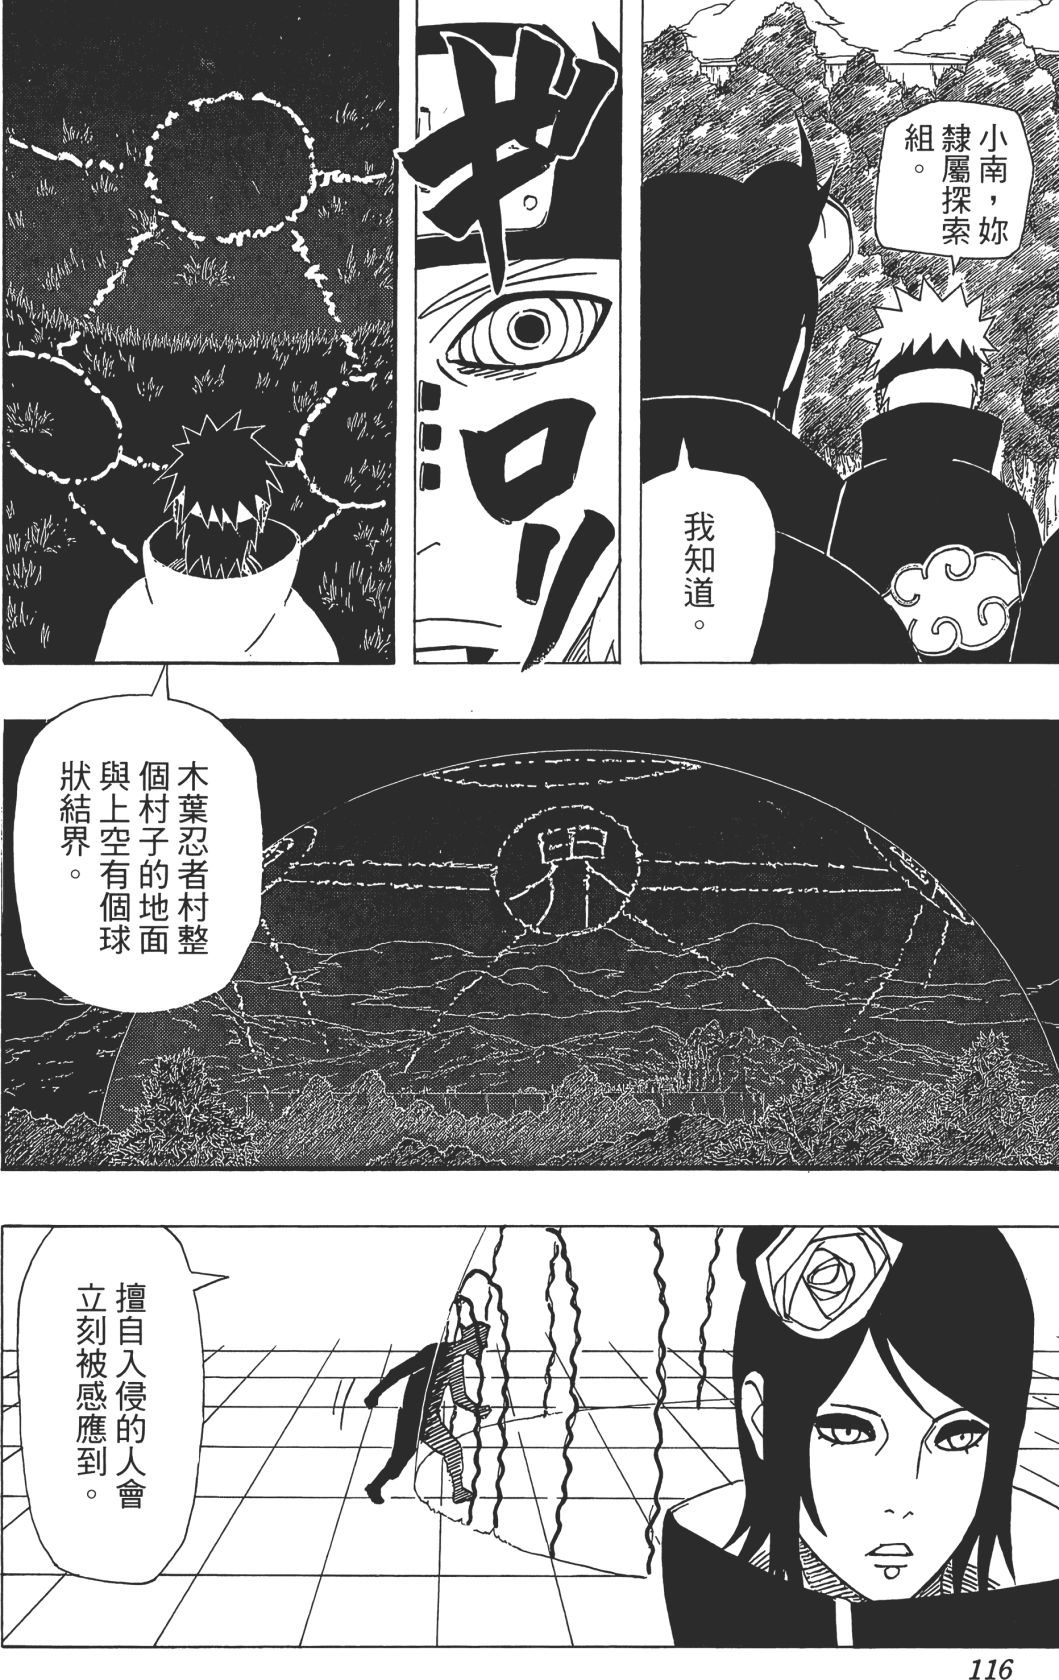 小南，妳
隸屬探索
組。
我知道。
ギロリ
木葉忍者村整
個村子的地面
與上空有個球
狀結界。
界
擅自入侵的人會
立刻被感應到。
116